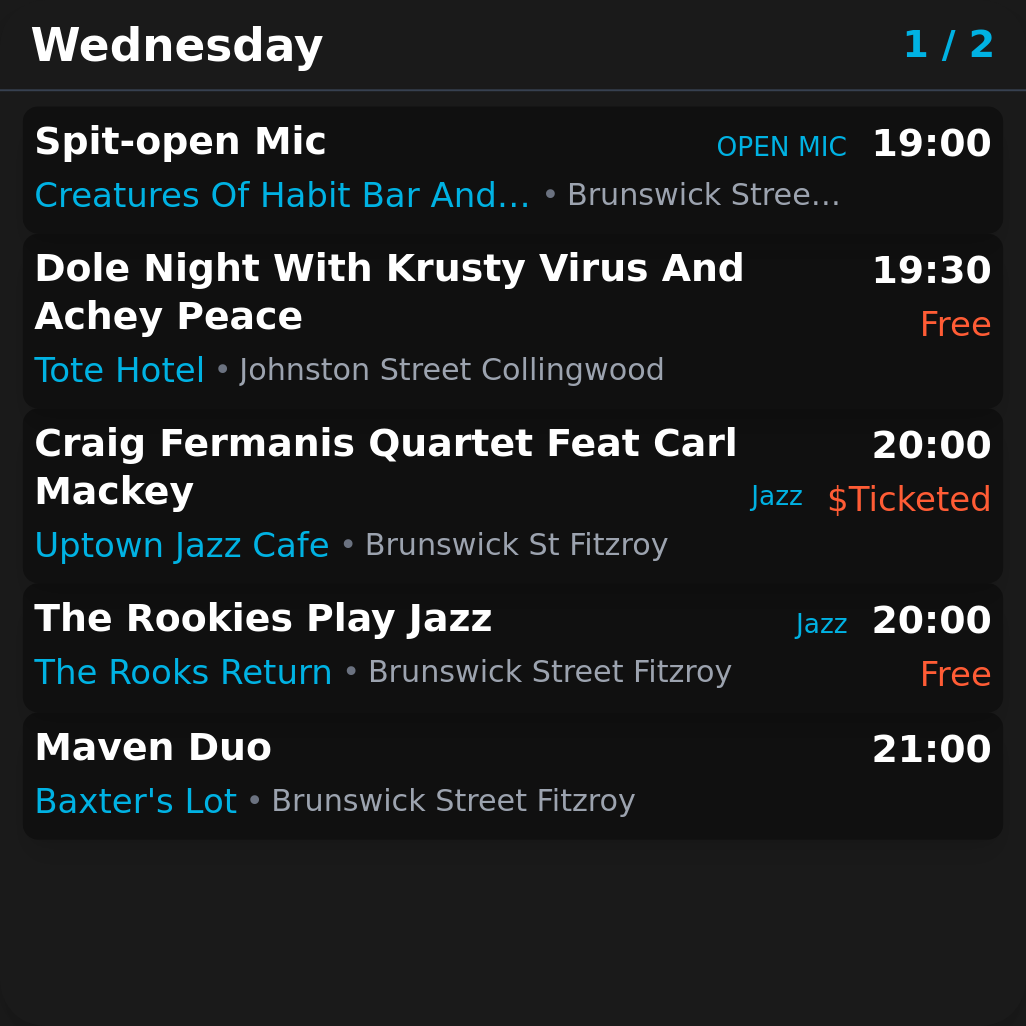 Wednesday 1 / 2
Spit-open Mic OPEN MIC 19:00
Creatures Of Habit Bar And... • Brunswick Stree...
Dole Night With Krusty Virus And 19:30
Achey Peace Free
Tote Hotel • Johnston Street Collingwood
Craig Fermanis Quartet Feat Carl 20:00
Mackey Jazz $Ticketed
Uptown Jazz Cafe • Brunswick St Fitzroy
The Rookies Play Jazz Jazz 20:00
The Rooks Return • Brunswick Street Fitzroy Free
Maven Duo 21:00
Baxter's Lot • Brunswick Street Fitzroy